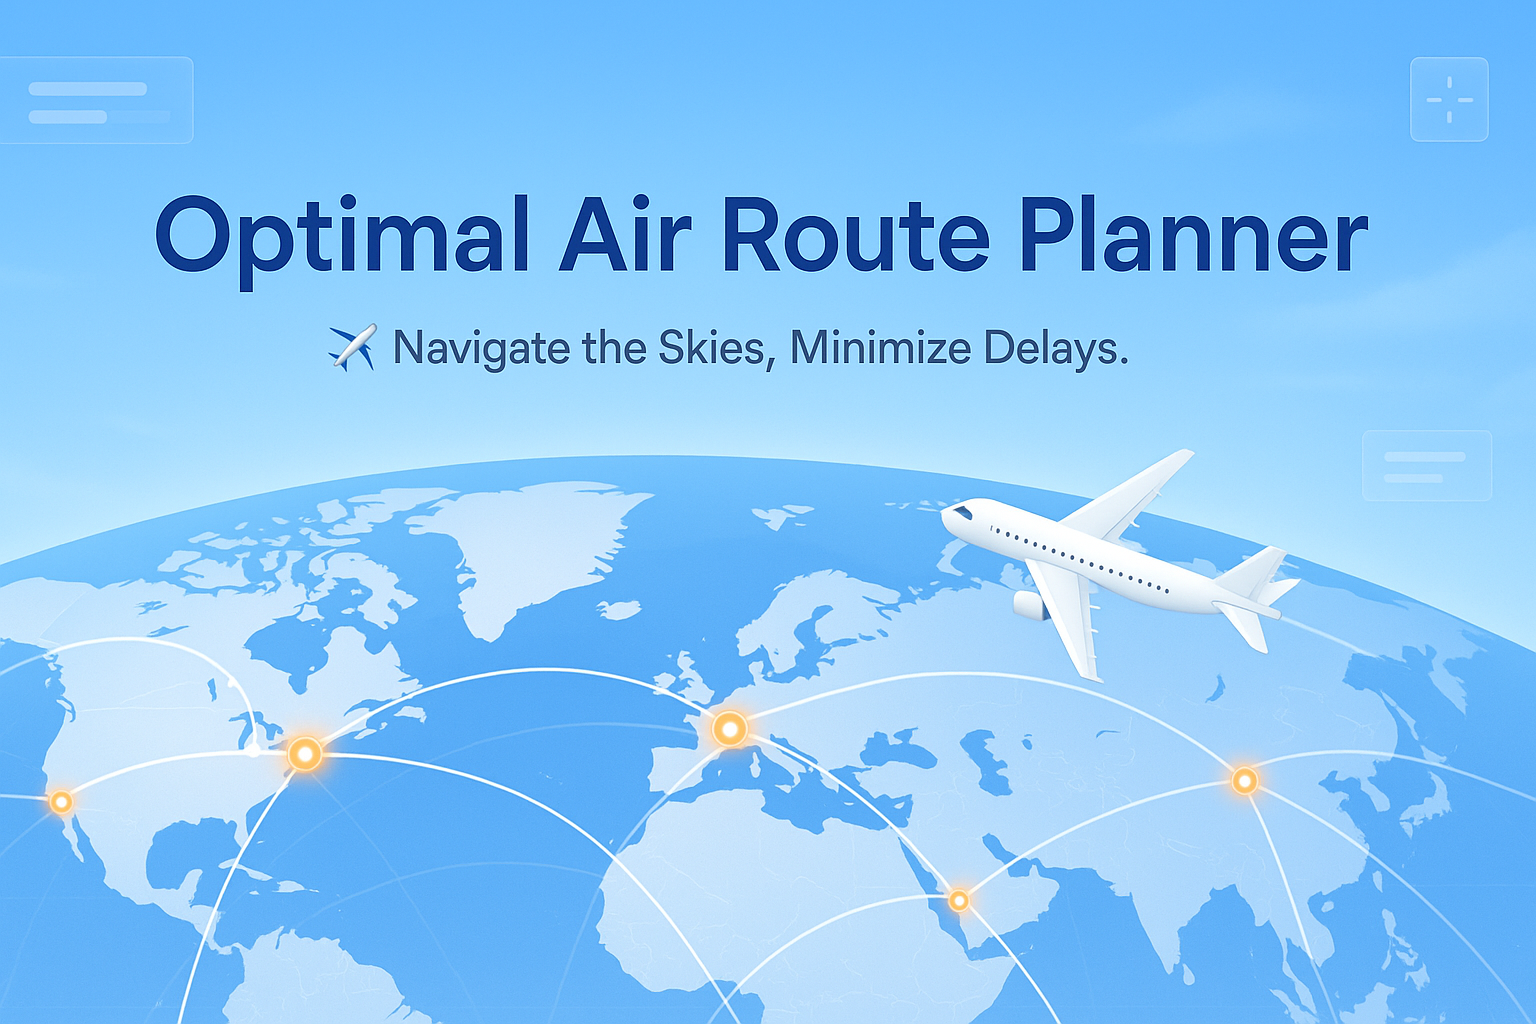 Optimal Air Route Planner
✈️ Navigate the Skies, Minimize Delays.